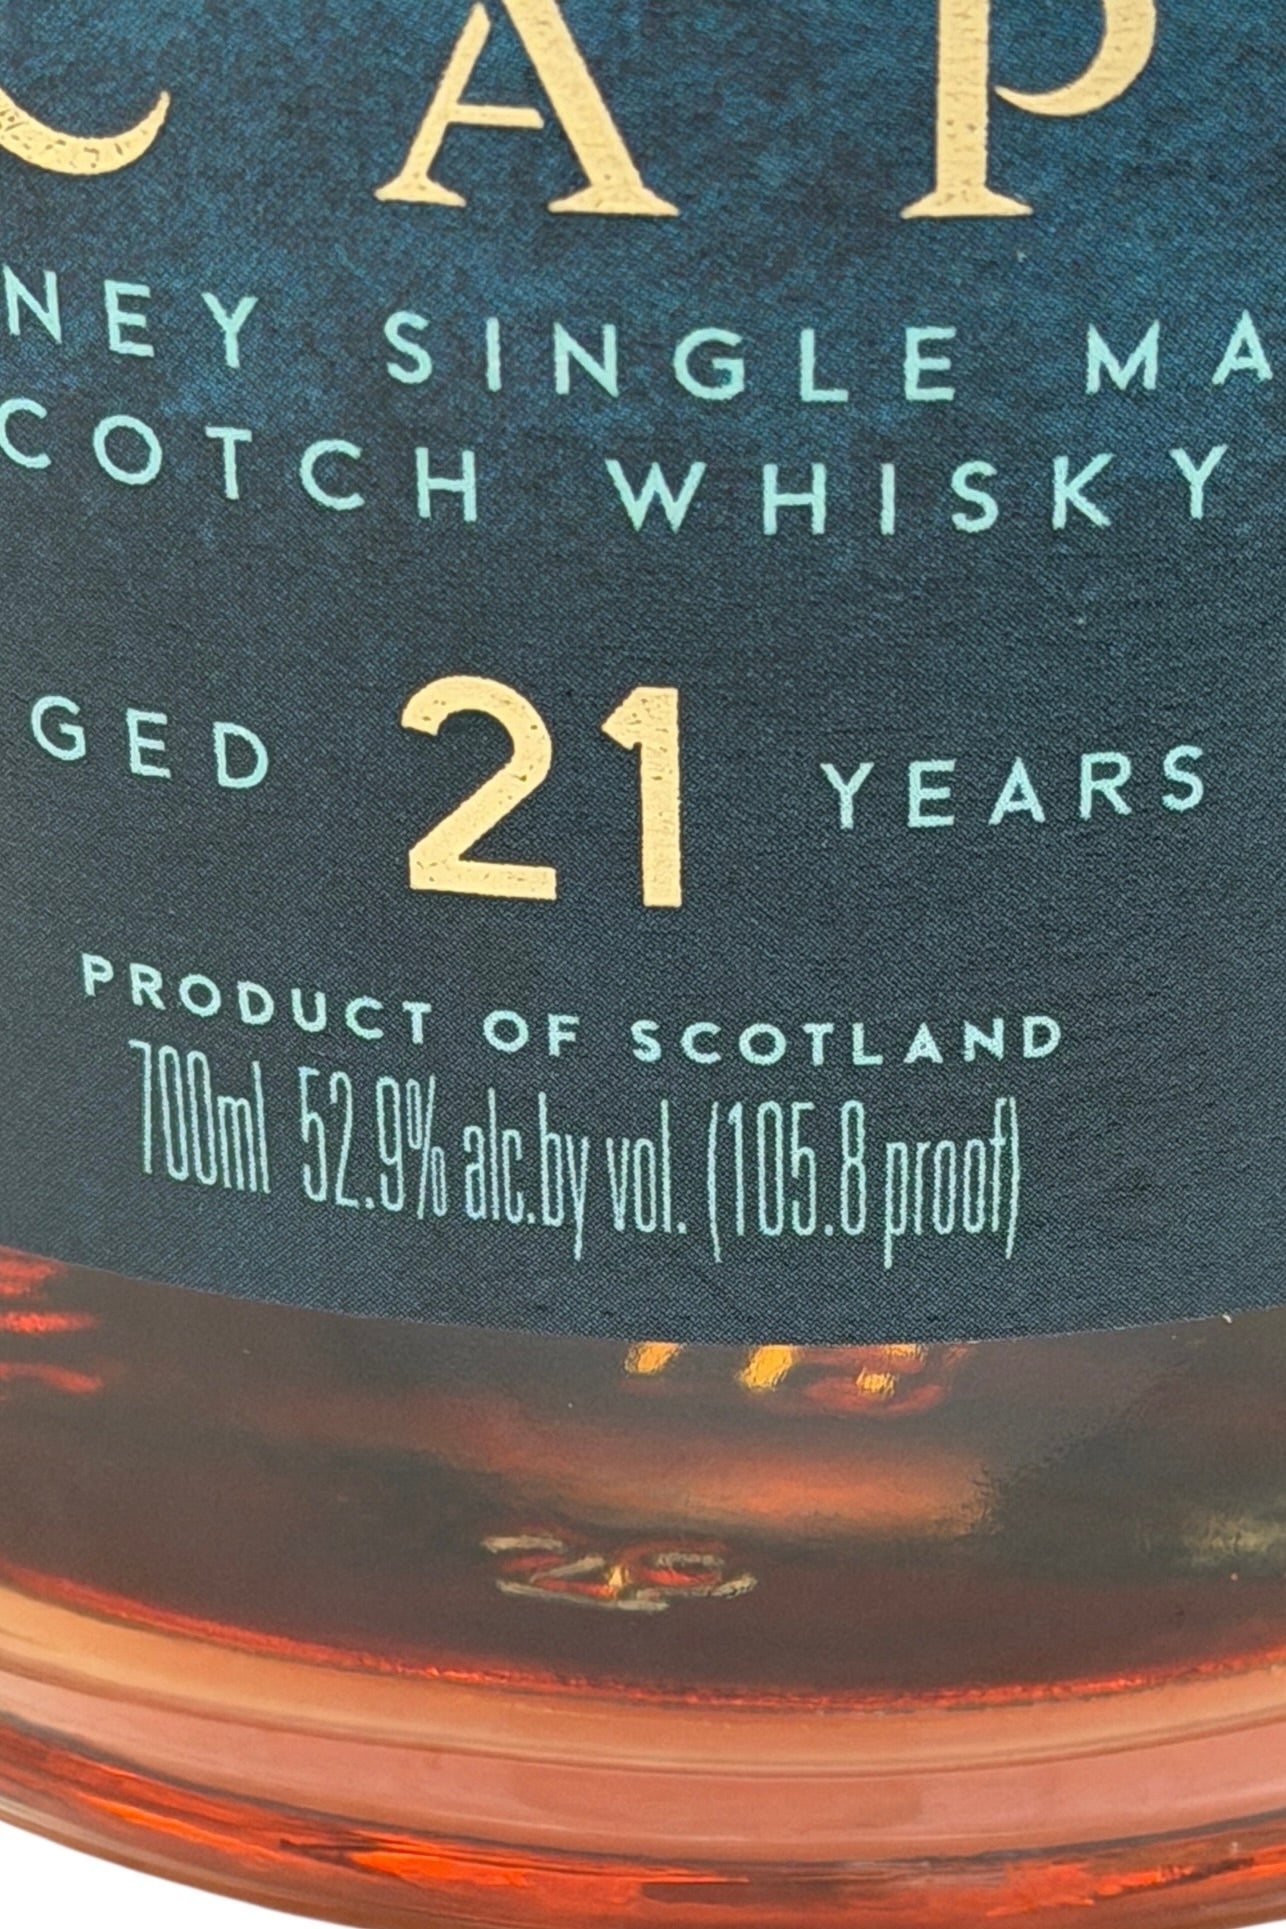 CAP
NEY SINGLE MA
COTCH WHISKY
GED 21 YEARS
PRODUCT OF SCOTLAND
700ml 52.9% alc.by vol. (105.8 proof)